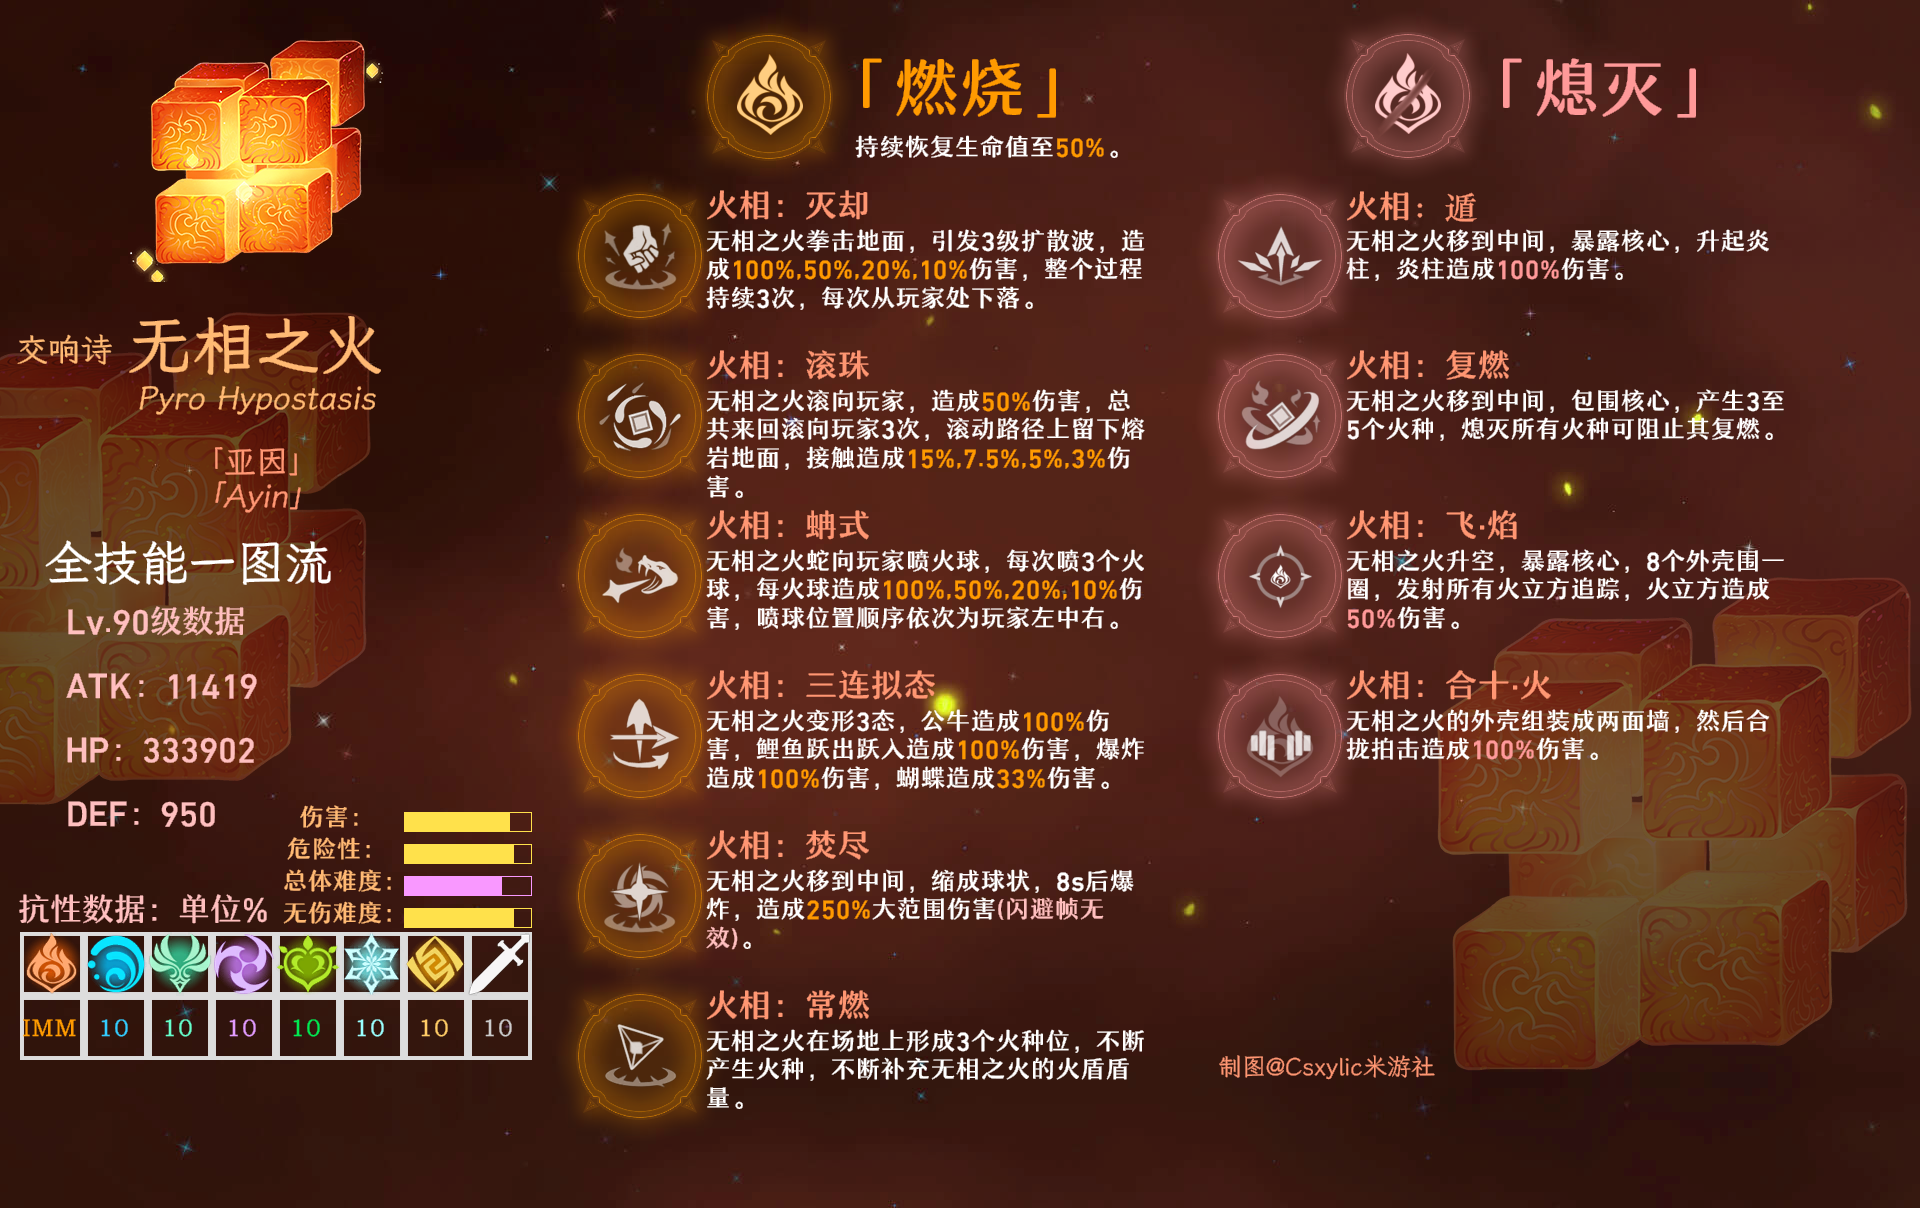 交响诗 无相之火
Pyro Hypostasis
「亚因」
「Ayin」
全技能一图流
Lv.90级数据
ATK：11419
HP：333902
DEF：950
伤害：
危险性：
总体难度：
无伤难度：
抗性数据：单位%
IMM 10 10 10 10 10 10 10
「燃烧」
持续恢复生命值至50%。
火相：灭却
无相之火拳击地面，引发3级扩散波，造
成100%,50%,20%,10%伤害，整个过程
持续3次，每次从玩家处下落。
火相：滚珠
无相之火滚向玩家，造成50%伤害，总
共来回滚向玩家3次，滚动路径上留下熔
岩地面，接触造成15%,7.5%,5%,3%伤
害。
火相：蚺式
无相之火蛇向玩家喷火球，每次喷3个火
球，每火球造成100%,50%,20%,10%伤
害，喷球位置顺序依次为玩家左中右。
火相：三连拟态
无相之火变形3态，公牛造成100%伤
害，鲤鱼跃出跃入造成100%伤害，爆炸
造成100%伤害，蝴蝶造成33%伤害。
火相：焚尽
无相之火移到中间，缩成球状，8s后爆
炸，造成250%大范围伤害(闪避帧无
效)。
火相：常燃
无相之火在场地上形成3个火种位，不断
产生火种，不断补充无相之火的火盾盾
量。
「熄灭」
火相：遁
无相之火移到中间，暴露核心，升起炎
柱，炎柱造成100%伤害。
火相：复燃
无相之火移到中间，包围核心，产生3至
5个火种，熄灭所有火种可阻止其复燃。
火相：飞·焰
无相之火升空，暴露核心，8个外壳围一
圈，发射所有火立方追踪，火立方造成
50%伤害。
火相：合十·火
无相之火的外壳组装成两面墙，然后合
拢拍击造成100%伤害。
制图@Csxylic米游社